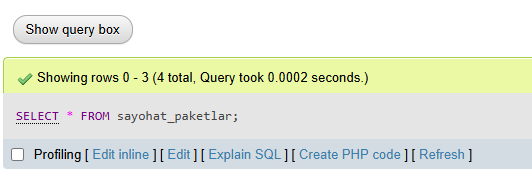 Show query box
Showing rows 0 - 3 (4 total, Query took 0.0002 seconds.)
SELECT * FROM sayohat_paketlar;
Profiling [ Edit inline ] [ Edit ] [ Explain SQL ] [ Create PHP code ] [ Refresh ]